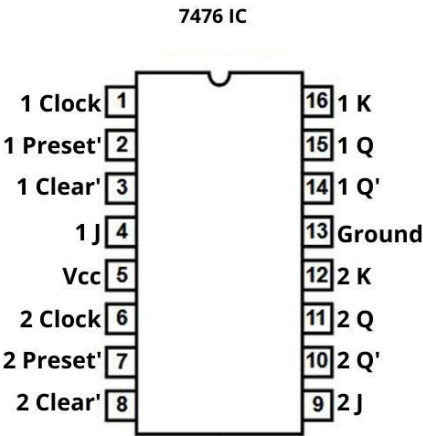 7476 IC
1 Clock 1 16 1 K
1 Preset' 2 15 1 Q
1 Clear' 3 14 1 Q'
1 J 4 13 Ground
Vcc 5 12 2 K
2 Clock 6 11 2 Q
2 Preset' 7 10 2 Q'
2 Clear' 8 9 2 J